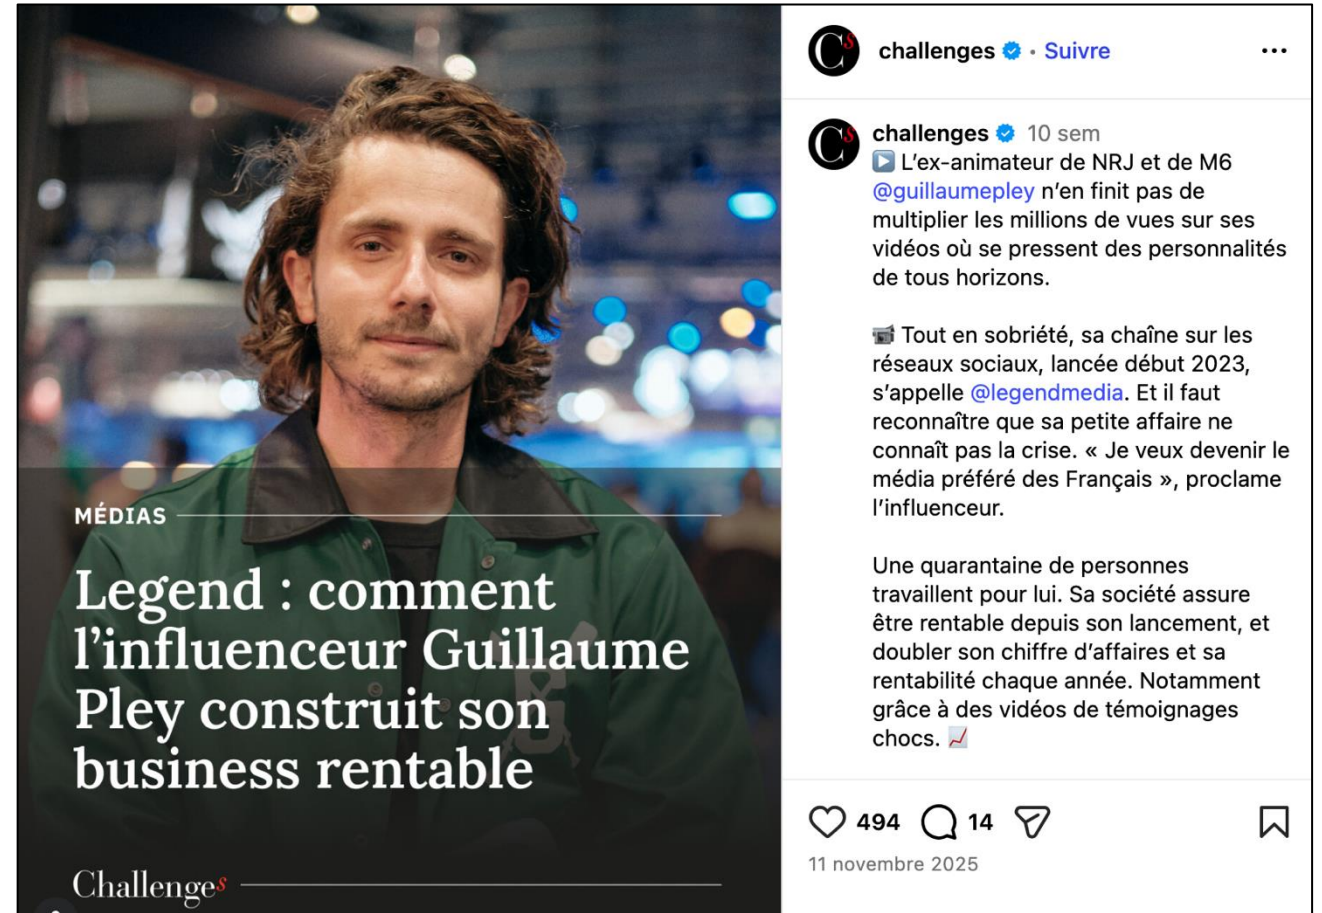 MÉDIAS
Legend : comment
l’influenceur Guillaume
Pley construit son
business rentable
Challenges
challenges • Suivre
challenges 10 sem
▶️ L’ex-animateur de NRJ et de M6
@guillaumepley n’en finit pas de
multiplier les millions de vues sur ses
vidéos où se pressent des personnalités
de tous horizons.
📹 Tout en sobriété, sa chaîne sur les
réseaux sociaux, lancée début 2023,
s’appelle @legendmedia. Et il faut
reconnaître que sa petite affaire ne
connaît pas la crise. « Je veux devenir le
média préféré des Français », proclame
l’influenceur.
Une quarantaine de personnes
travaillent pour lui. Sa société assure
être rentable depuis son lancement, et
doubler son chiffre d’affaires et sa
rentabilité chaque année. Notamment
grâce à des vidéos de témoignages
chocs. 📈
494 14
11 novembre 2025